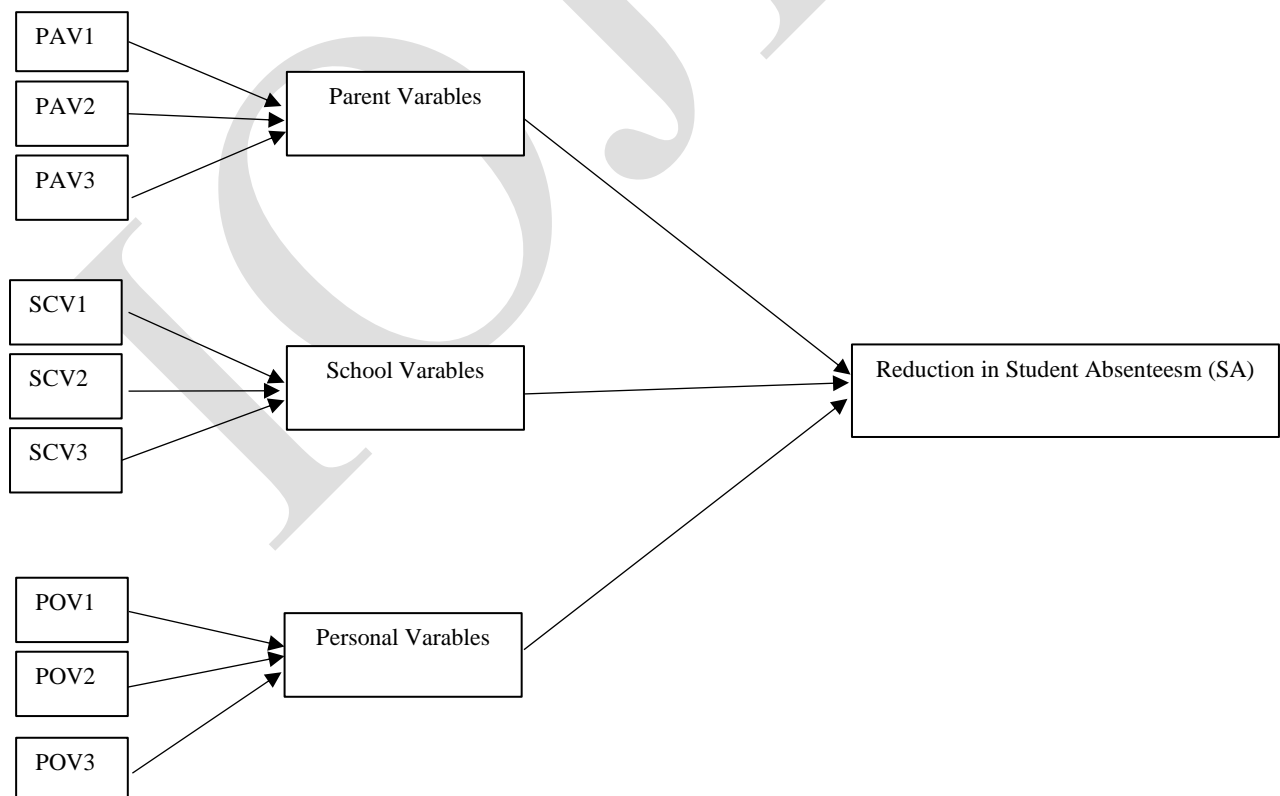 PAV1
PAV2
PAV3
Parent Varables
SCV1
SCV2
SCV3
School Varables
Reduction in Student Absenteesm (SA)
POV1
POV2
POV3
Personal Varables